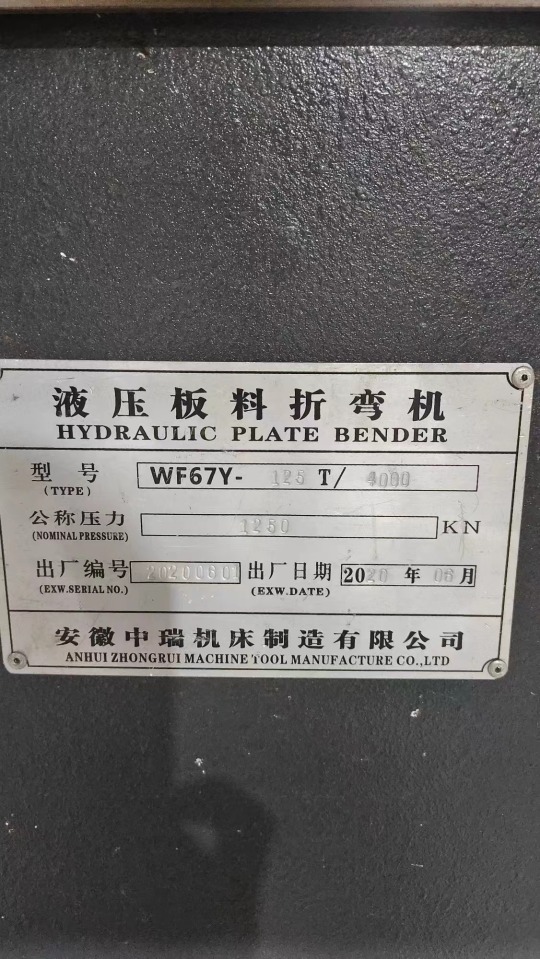 液压板料折弯机
HYDRAULIC PLATE BENDER
型号 WF67Y- 125 T/ 4000
(TYPE)
公称压力 1250 KN
(NOMINAL PRESSURE)
出厂编号 20200601 出厂日期 2020 年 06 月
(EXW.SERIAL NO.) (EXW.DATE)
安徽中瑞机床制造有限公司
ANHUI ZHONGRUI MACHINE TOOL MANUFACTURE CO.,LTD